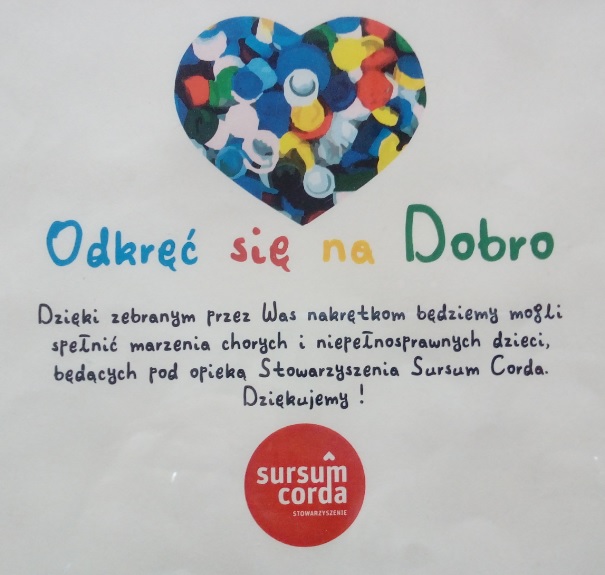 Odkręć się na Dobro
Dzięki zebranym przez Was nakrętkom będziemy mogli
spełnić marzenia chorych i niepełnosprawnych dzieci,
będących pod opieką Stowarzyszenia Sursum Corda.
Dziękujemy !
sursum
corda
STOWARZYSZENIE